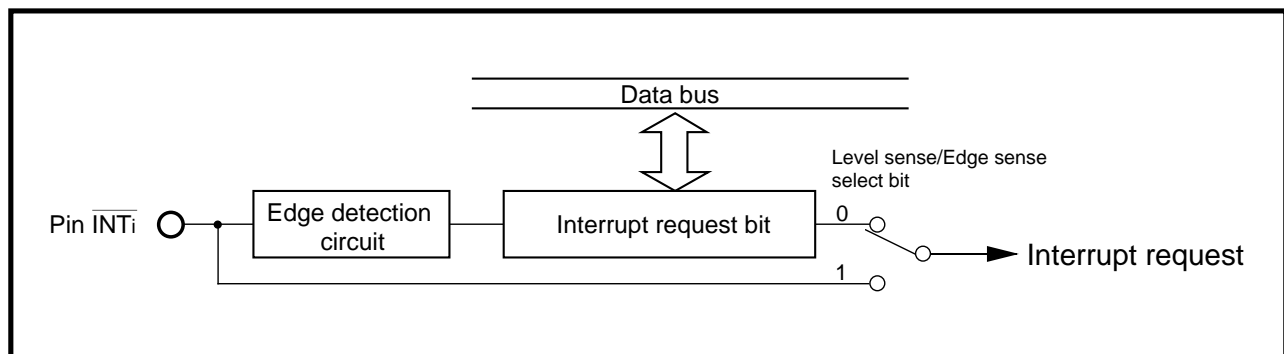 Data bus
Level sense/Edge sense
select bit
Pin INTi
Edge detection
circuit
Interrupt request bit
0
1
Interrupt request